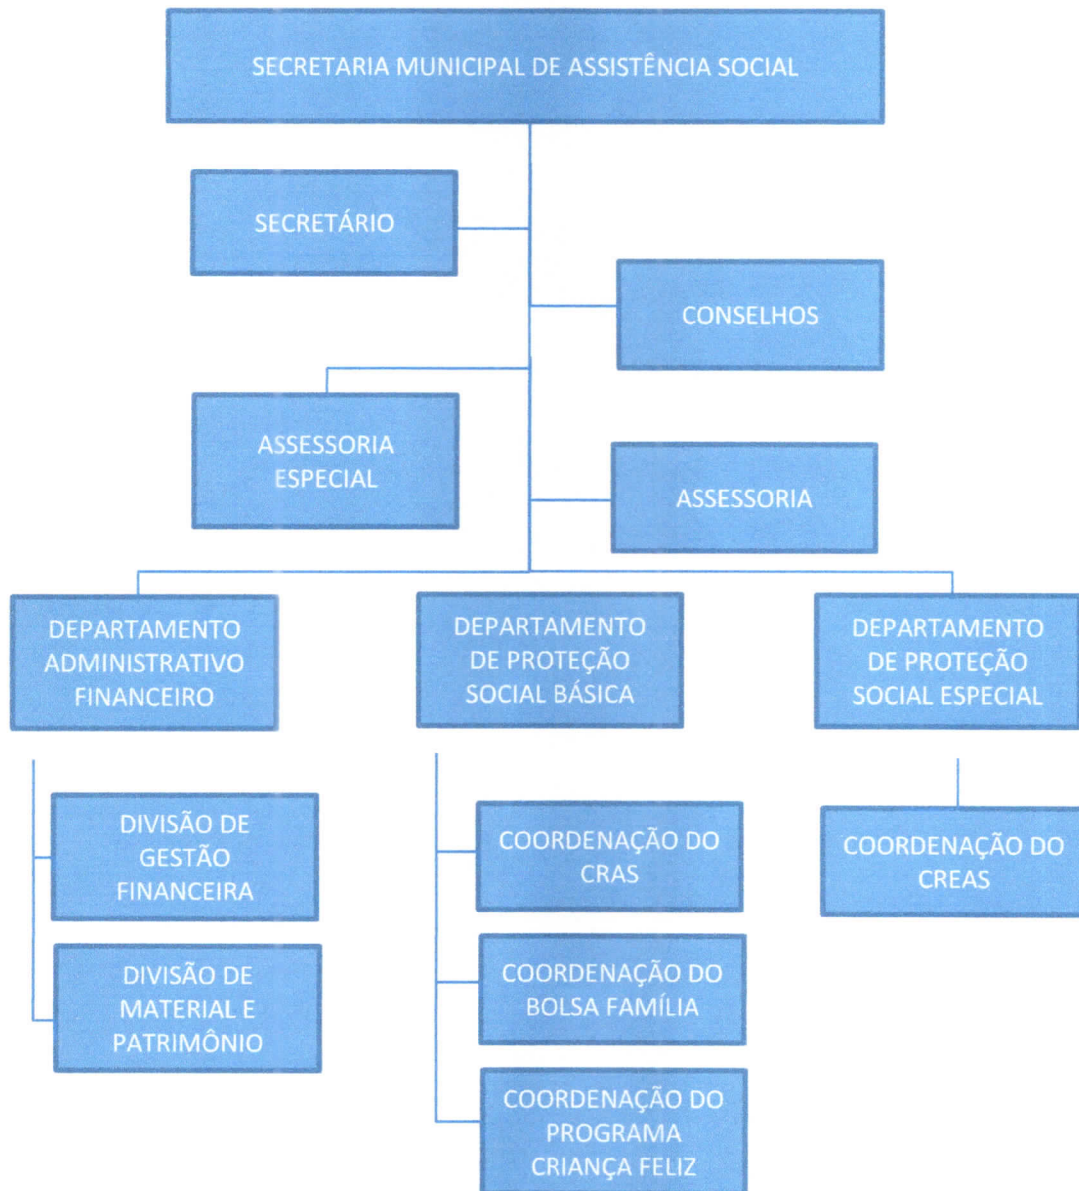 SECRETARIA MUNICIPAL DE ASSISTÊNCIA SOCIAL
SECRETÁRIO
CONSELHOS
ASSESSORIA
ESPECIAL
ASSESSORIA
DEPARTAMENTO
ADMINISTRATIVO
FINANCEIRO
DEPARTAMENTO
DE PROTEÇÃO
SOCIAL BÁSICA
DEPARTAMENTO
DE PROTEÇÃO
SOCIAL ESPECIAL
DIVISÃO DE
GESTÃO
FINANCEIRA
DIVISÃO DE
MATERIAL E
PATRIMÔNIO
COORDENAÇÃO DO
CRAS
COORDENAÇÃO DO
BOLSA FAMÍLIA
COORDENAÇÃO DO
PROGRAMA
CRIANÇA FELIZ
COORDENAÇÃO DO
CREAS